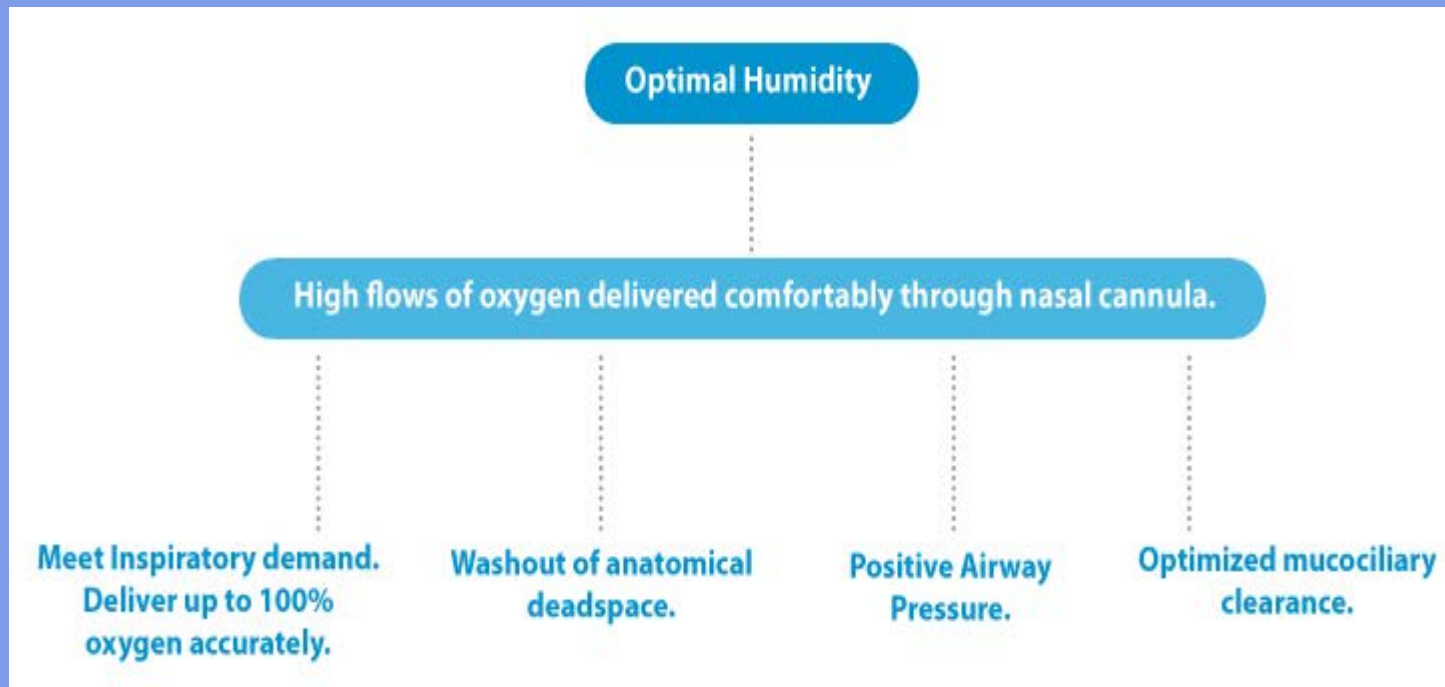 Optimal Humidity
High flows of oxygen delivered comfortably through nasal cannula.
Meet Inspiratory demand.
Deliver up to 100%
oxygen accurately.
Washout of anatomical
deadspace.
Positive Airway
Pressure.
Optimized mucociliary
clearance.